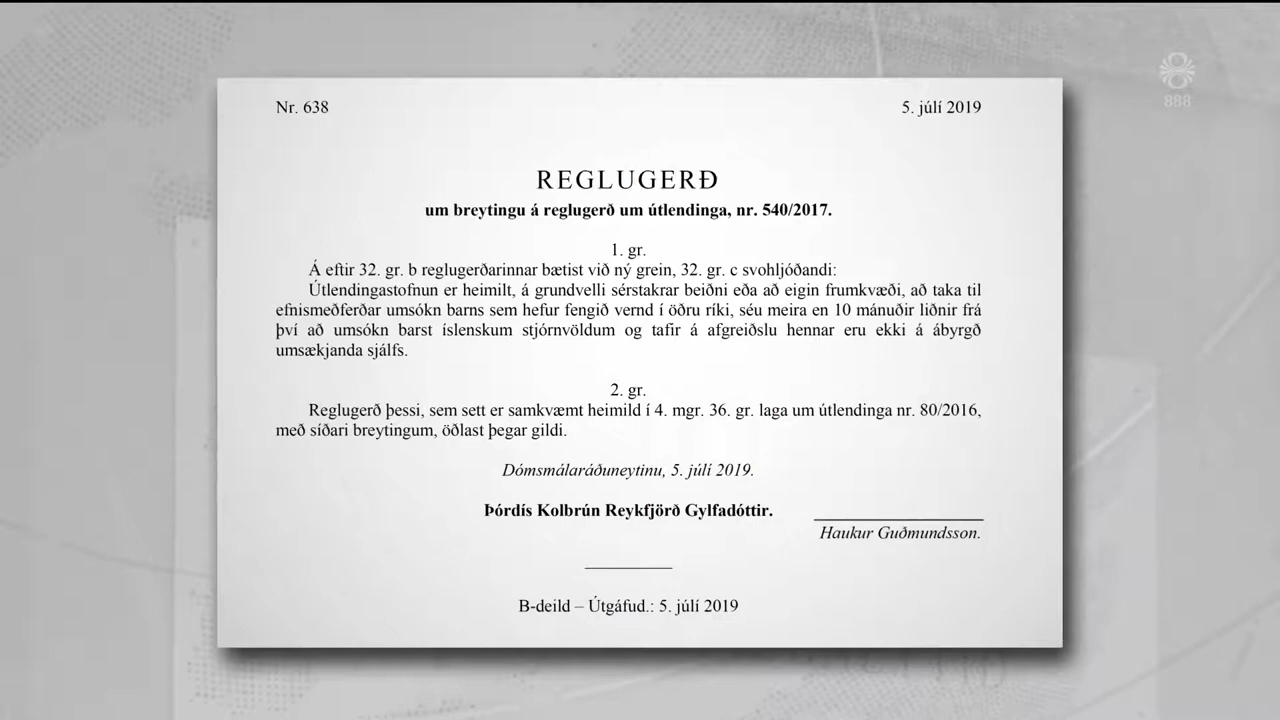 Nr. 638
5. júlí 2019
888
REGLUGERÐ
um breytingu á reglugerð um útlendinga, nr. 540/2017.
1. gr.
Á eftir 32. gr. b reglugerðarinnar bætist við ný grein, 32. gr. c svohljóðandi:
Útlendingastofnun er heimilt, á grundvelli sérstakrar beiðni eða að eigin frumkvæði, að taka til
efnismeðferðar umsókn barns sem hefur fengið vernd í öðru ríki, séu meira en 10 mánuðir liðnir frá
því að umsókn barst íslenskum stjórnvöldum og tafir á afgreiðslu hennar eru ekki á ábyrgð
umsækjanda sjálfs.
2. gr.
Reglugerð þessi, sem sett er samkvæmt heimild í 4. mgr. 36. gr. laga um útlendinga nr. 80/2016,
með síðari breytingum, öðlast þegar gildi.
Dómsmálaráðuneytinu, 5. júlí 2019.
Þórdís Kolbrún Reykfjörð Gylfadóttir.
Haukur Guðmundsson.
B-deild – Útgáfud.: 5. júlí 2019